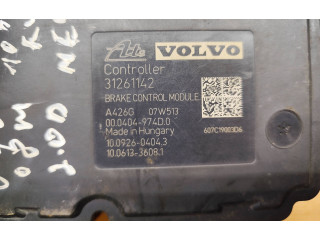 Ate VOLVO
Controller
31261142
BRAKE CONTROL MODULE
A426G 07W513
00.0404-974D.0
Made in Hungary 607C19003D6
10.0926-0404.3
10.0613-3608.1